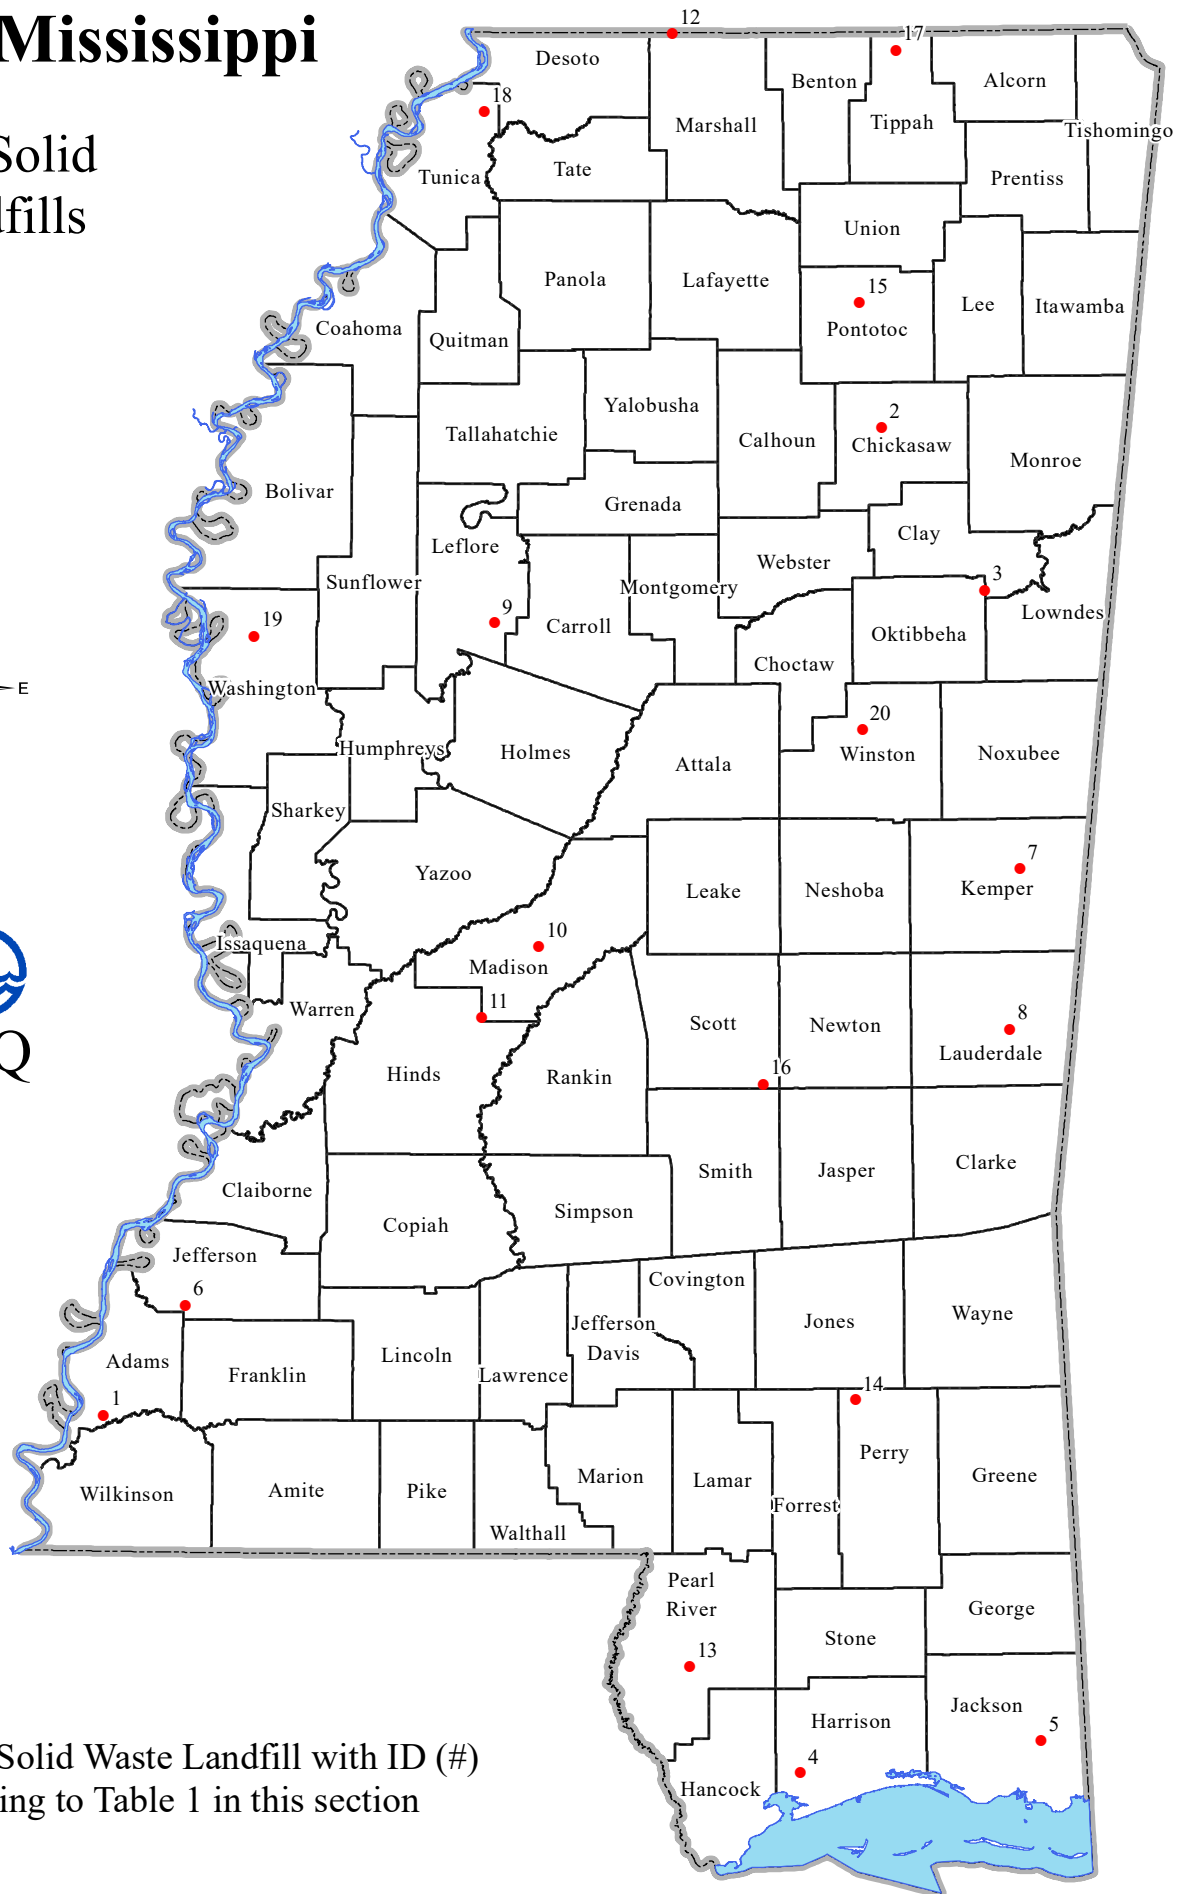 Mississippi
Solid
dfills
12
17
Desoto
Benton
Alcorn
18
Marshall
Tippah
Tishomingo
Tate
Tunica
Prentiss
Union
Panola
Lafayette
15
Lee
Itawamba
Coahoma
Quitman
Pontotoc
Yalobusha
2
Tallahatchie
Calhoun
Chickasaw
Monroe
Bolivar
Grenada
Clay
Leflore
Webster
Sunflower
Montgomery
3
19
9
Carroll
Lowndes
Oktibbeha
Choctaw
E
Washington
20
Humphreys
Holmes
Attala
Winston
Noxubee
Sharkey
Yazoo
Leake
Neshoba
7
Kemper
Issaquena
10
Madison
Warren
11
Scott
Newton
8
Lauderdale
Q
Hinds
Rankin
16
Smith
Jasper
Clarke
Claiborne
Copiah
Simpson
Jefferson
Covington
6
Jefferson
Davis
Jones
Wayne
Adams
Franklin
Lincoln
Lawrence
1
14
Perry
Wilkinson
Amite
Pike
Marion
Lamar
Greene
Forrest
Walthall
Pearl
River
George
Stone
13
Jackson
Harrison
5
4
Hancock
Solid Waste Landfill with ID (#)
ing to Table 1 in this section